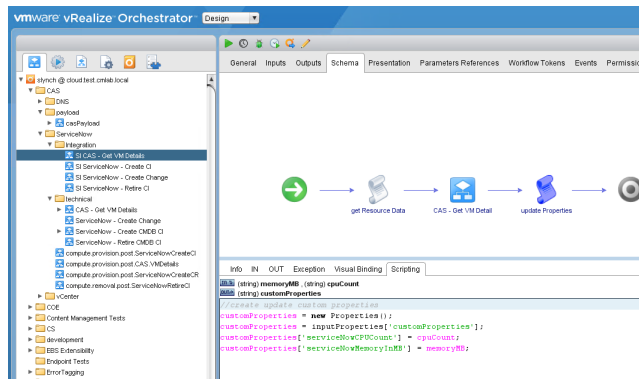 vmware vRealize Orchestrator Design
General Inputs Outputs Schema Presentation Parameters References Workflow Tokens Events Permissio
slynch @ cloud.test.cmlab.local
CAS
DNS
payload
casPayload
ServiceNow
Integration
SI CAS - Get VM Details
SI ServiceNow - Create CI
SI ServiceNow - Create Change
SI ServiceNow - Retire CI
technical
CAS - Get VM Details
ServiceNow - Create Change
ServiceNow - Create CMDB CI
ServiceNow - Retire CMDB CI
compute.provision.post.ServiceNowCreateCI
compute.provision.post.CAS.VMDetails
compute.provision.post.ServiceNowCreateCR
compute.removal.post.ServiceNowRetireCI
vCenter
COE
Content Management Tests
CS
development
EBS Extensibility
Endpoint Tests
ErrorTagging
get Resource Data CAS - Get VM Detail update Properties
Info IN OUT Exception Visual Binding Scripting
(string) memoryMB , (string) cpuCount
(string) customProperties
//create update custom properties
customProperties = new Properties();
customProperties = inputProperties['customProperties'];
customProperties['serviceNowCPUCount'] = cpuCount;
customProperties['serviceNowMemoryInMB'] = memoryMB;